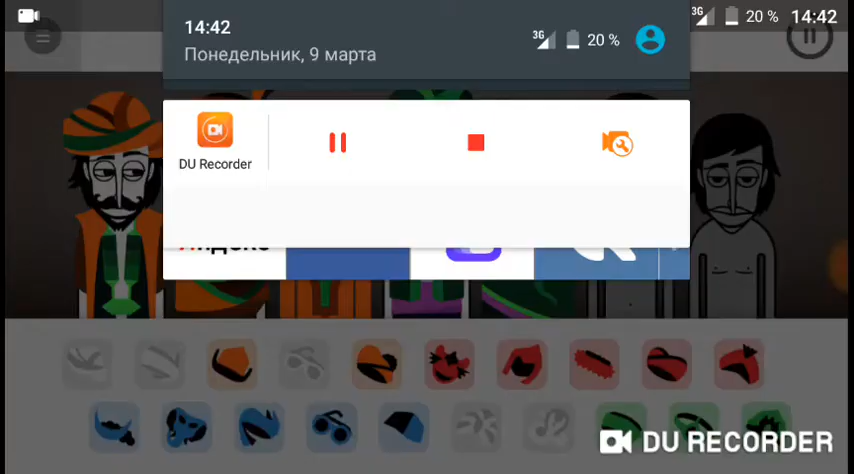 14:42
Понедельник, 9 марта
3G
20 %
3G
20 %
14:42
DU Recorder
DU RECORDER